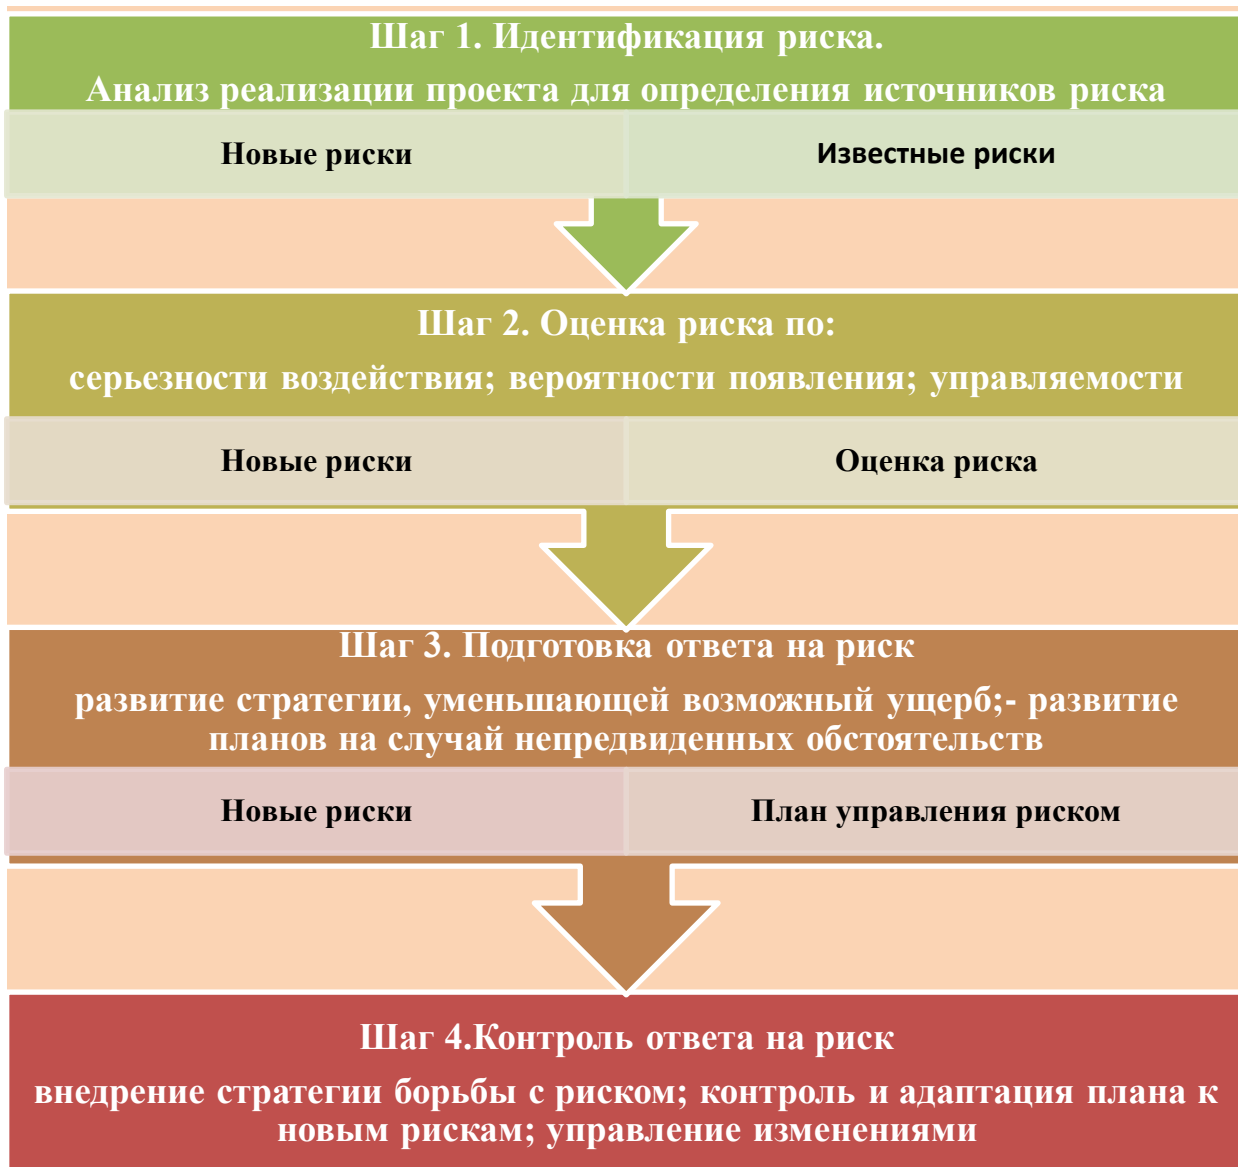 Шаг 1. Идентификация риска.
Анализ реализации проекта для определения источников риска
Новые риски
Известные риски
Шаг 2. Оценка риска по:
серьезности воздействия; вероятности появления; управляемости
Новые риски
Оценка риска
Шаг 3. Подготовка ответа на риск
развитие стратегии, уменьшающей возможный ущерб;- развитие
планов на случай непредвиденных обстоятельств
Новые риски
План управления риском
Шаг 4.Контроль ответа на риск
внедрение стратегии борьбы с риском; контроль и адаптация плана к
новым рискам; управление изменениями